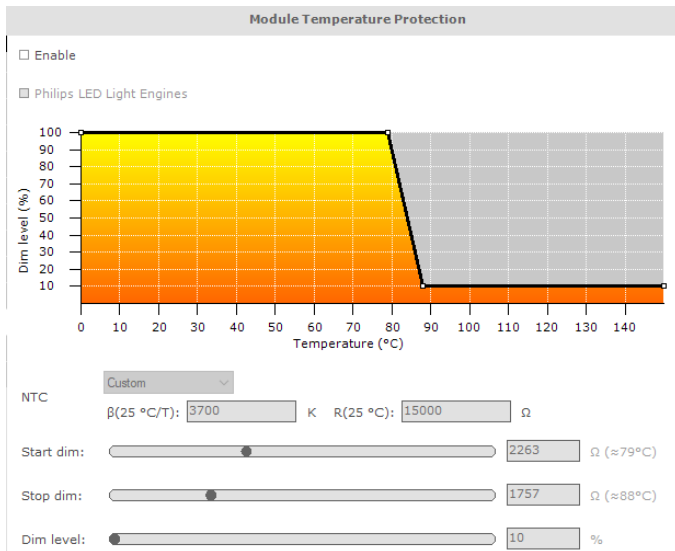 Module Temperature Protection
Enable
Philips LED Light Engines
Dim level (%)
100
90
80
70
60
50
40
30
20
10
0 10 20 30 40 50 60 70 80 90 100 110 120 130 140
Temperature (°C)
NTC
Custom
β(25 °C/T): 3700 K R(25 °C): 15000 Ω
Start dim: 2263 Ω (≈79°C)
Stop dim: 1757 Ω (≈88°C)
Dim level: 10 %